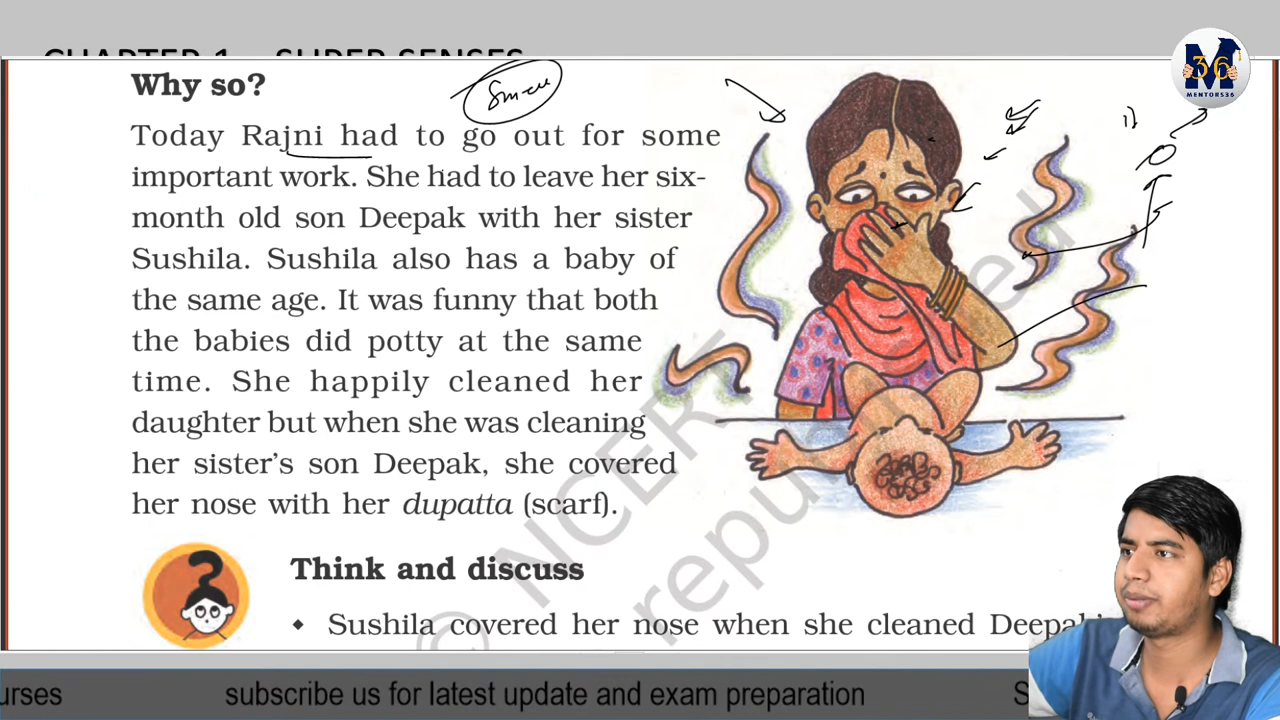 CHAPTER 1 – SUPER SENSES
M
36
MENTORS36
Why so?
Today Rajni had to go out for some
important work. She had to leave her six-
month old son Deepak with her sister
Sushila. Sushila also has a baby of
the same age. It was funny that both
the babies did potty at the same
time. She happily cleaned her
daughter but when she was cleaning
her sister's son Deepak, she covered
her nose with her dupatta (scarf).
© NCERT
Think and discuss
• Sushila covered her nose when she cleaned
urses subscribe us for latest update and exam preparation S